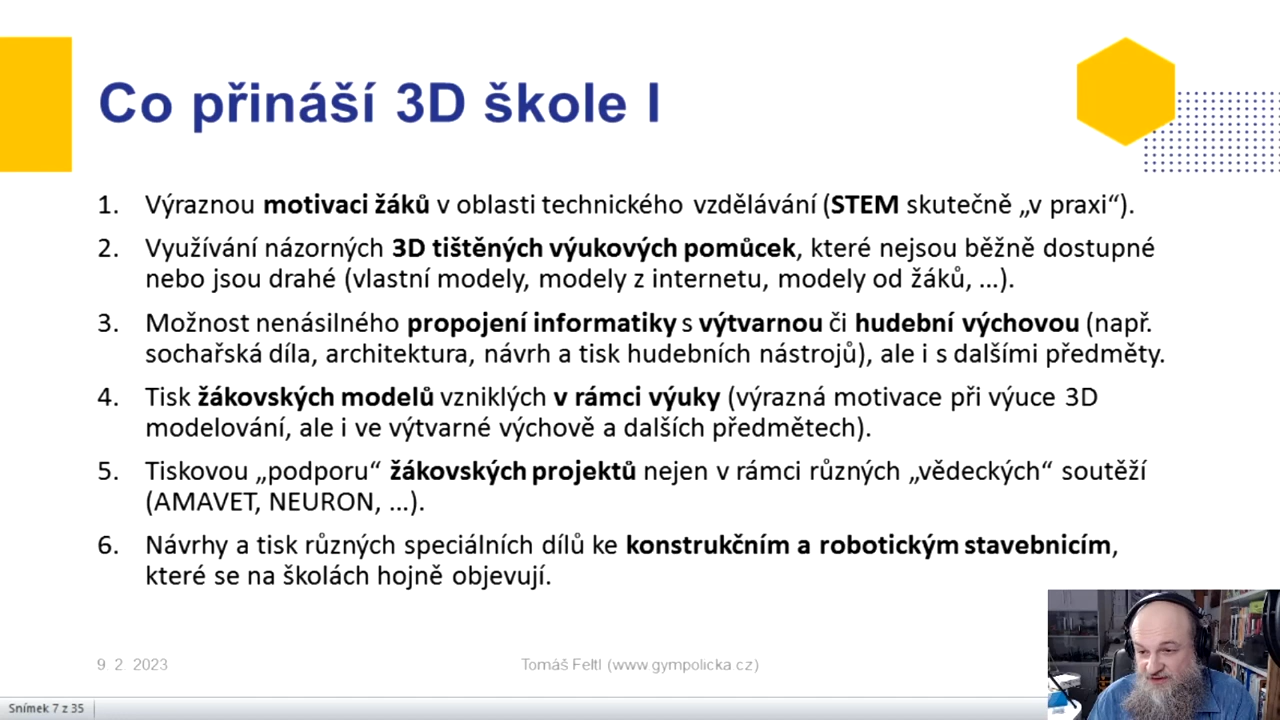 Co přináší 3D škole I
1. Výraznou motivaci žáků v oblasti technického vzdělávání (STEM skutečně „v praxi“).
2. Využívání názorných 3D tištěných výukových pomůcek, které nejsou běžně dostupné
nebo jsou drahé (vlastní modely, modely z internetu, modely od žáků, ...).
3. Možnost nenásilného propojení informatiky s výtvarnou či hudební výchovou (např.
sochařská díla, architektura, návrh a tisk hudebních nástrojů), ale i s dalšími předměty.
4. Tisk žákovských modelů vzniklých v rámci výuky (výrazná motivace při výuce 3D
modelování, ale i ve výtvarné výchově a dalších předmětech).
5. Tiskovou „podporu“ žákovských projektů nejen v rámci různých „vědeckých“ soutěží
(AMAVET, NEURON, ...).
6. Návrhy a tisk různých speciálních dílů ke konstrukčním a robotickým stavebnicím,
které se na školách hojně objevují.
9 2 2023
Tomáš Feltl (www.gympolicka cz)
Snímek 7 z 35